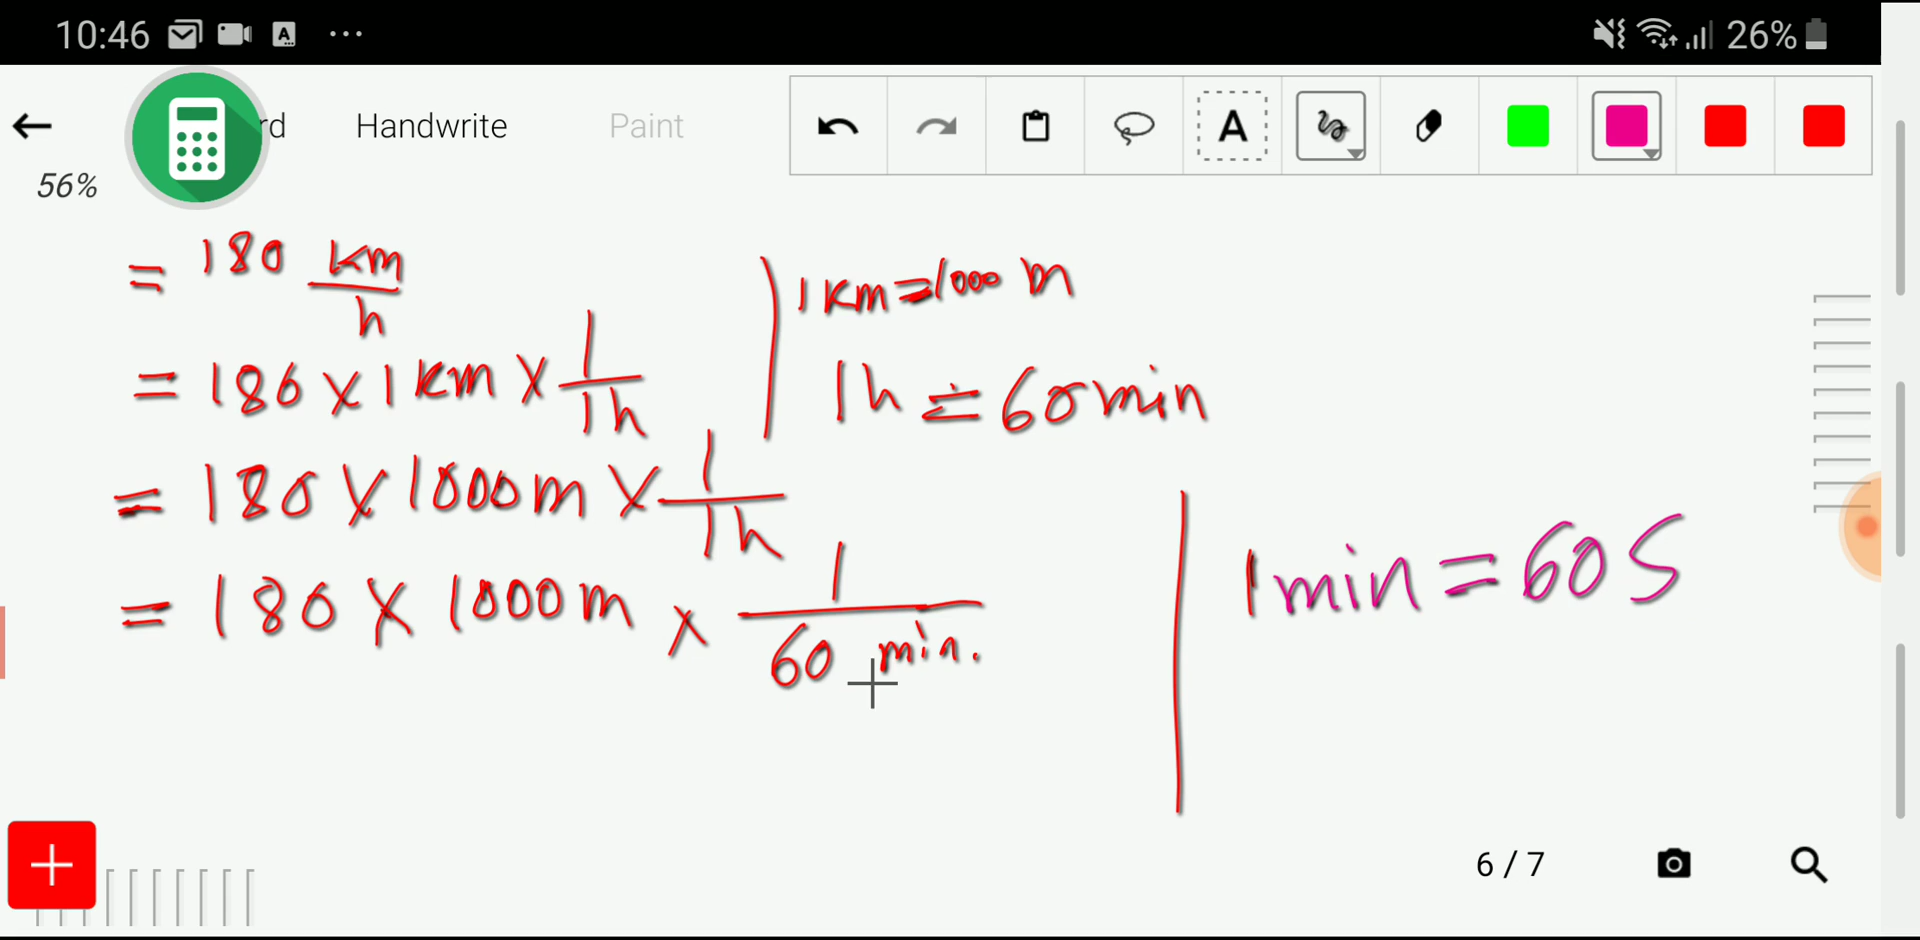 10:46 A ... 26%
rd Handwrite Paint A
56%
= 180 km/h
1 km = 1000 m
= 180 × 1 km × 1/1h
1h = 60 min
= 180 × 1000 m × 1/1h
= 180 × 1000 m × 1/60 min.
1 min = 60 S
6 / 7